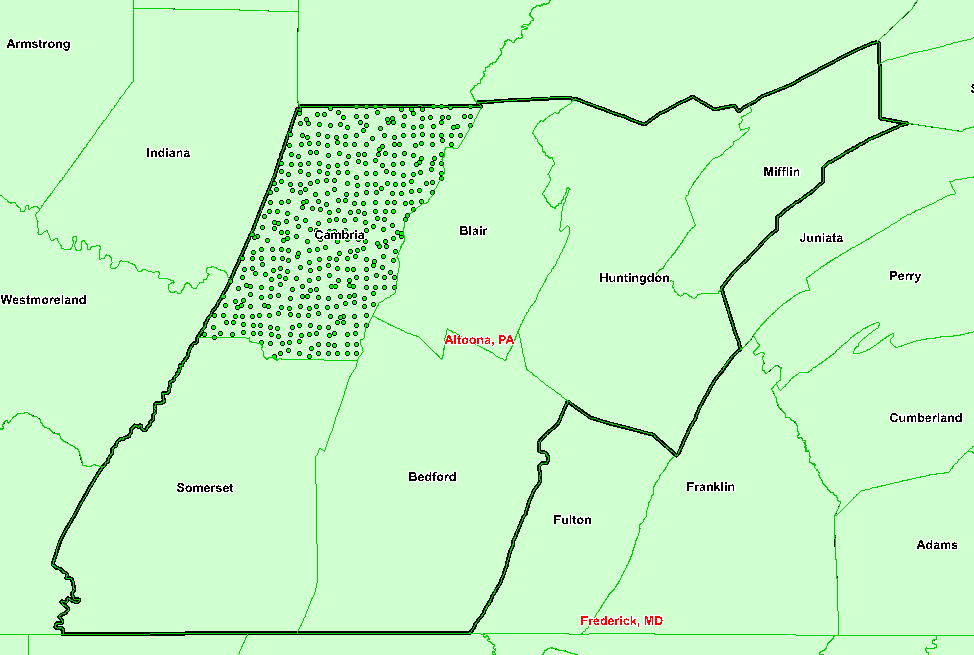 Armstrong
S
Indiana
Mifflin
Cambria
Blair
Juniata
Huntingdon
Perry
Westmoreland
Altoona, PA
Cumberland
Bedford
Somerset
Franklin
Fulton
Adams
Frederick, MD